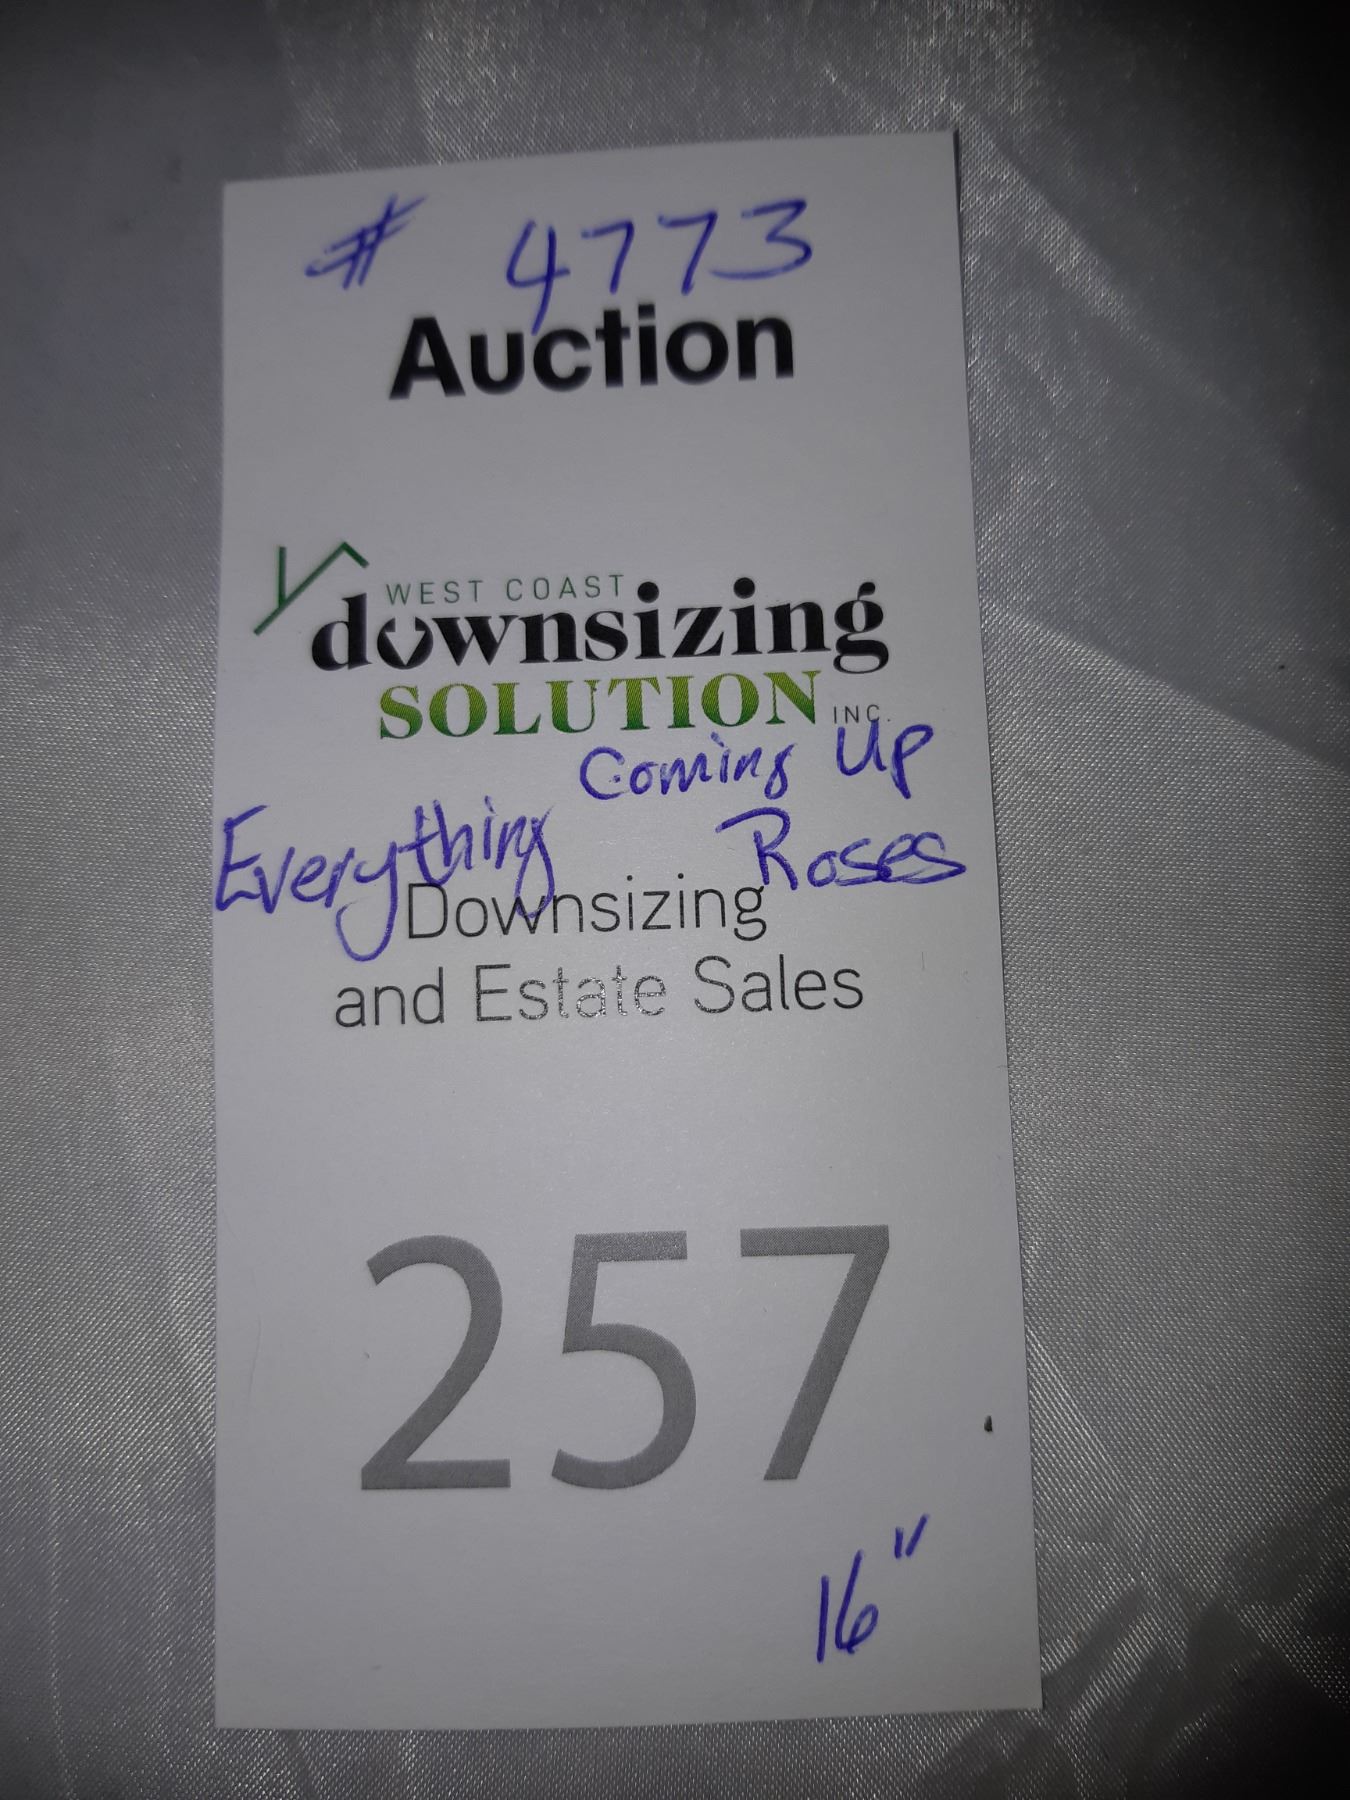 # 4773
Auction
WEST COAST
downsizing
SOLUTION INC.
Coming Up
Everything Roses
Downsizing
and Estate Sales
257
16"